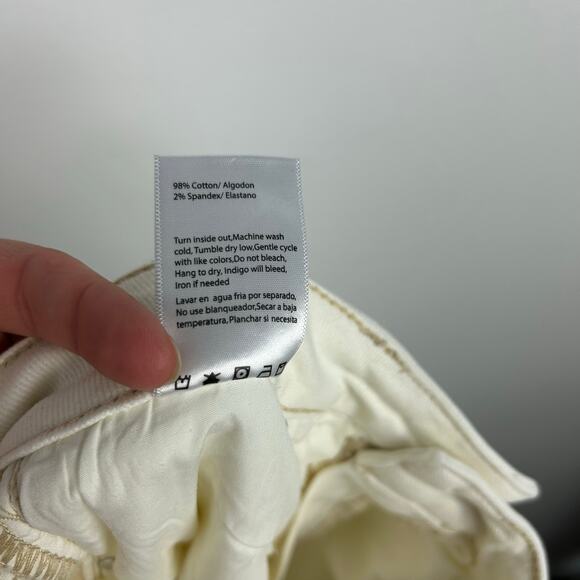 98% Cotton/ Algodon
2% Spandex/ Elastano
Turn inside out,Machine wash
cold, Tumble dry low,Gentle cycle
with like colors,Do not bleach,
Hang to dry, Indigo will bleed,
Iron if needed
Lavar en agua fria por separado,
No use blanqueador,Secar a baja
temperatura, Planchar si necesita